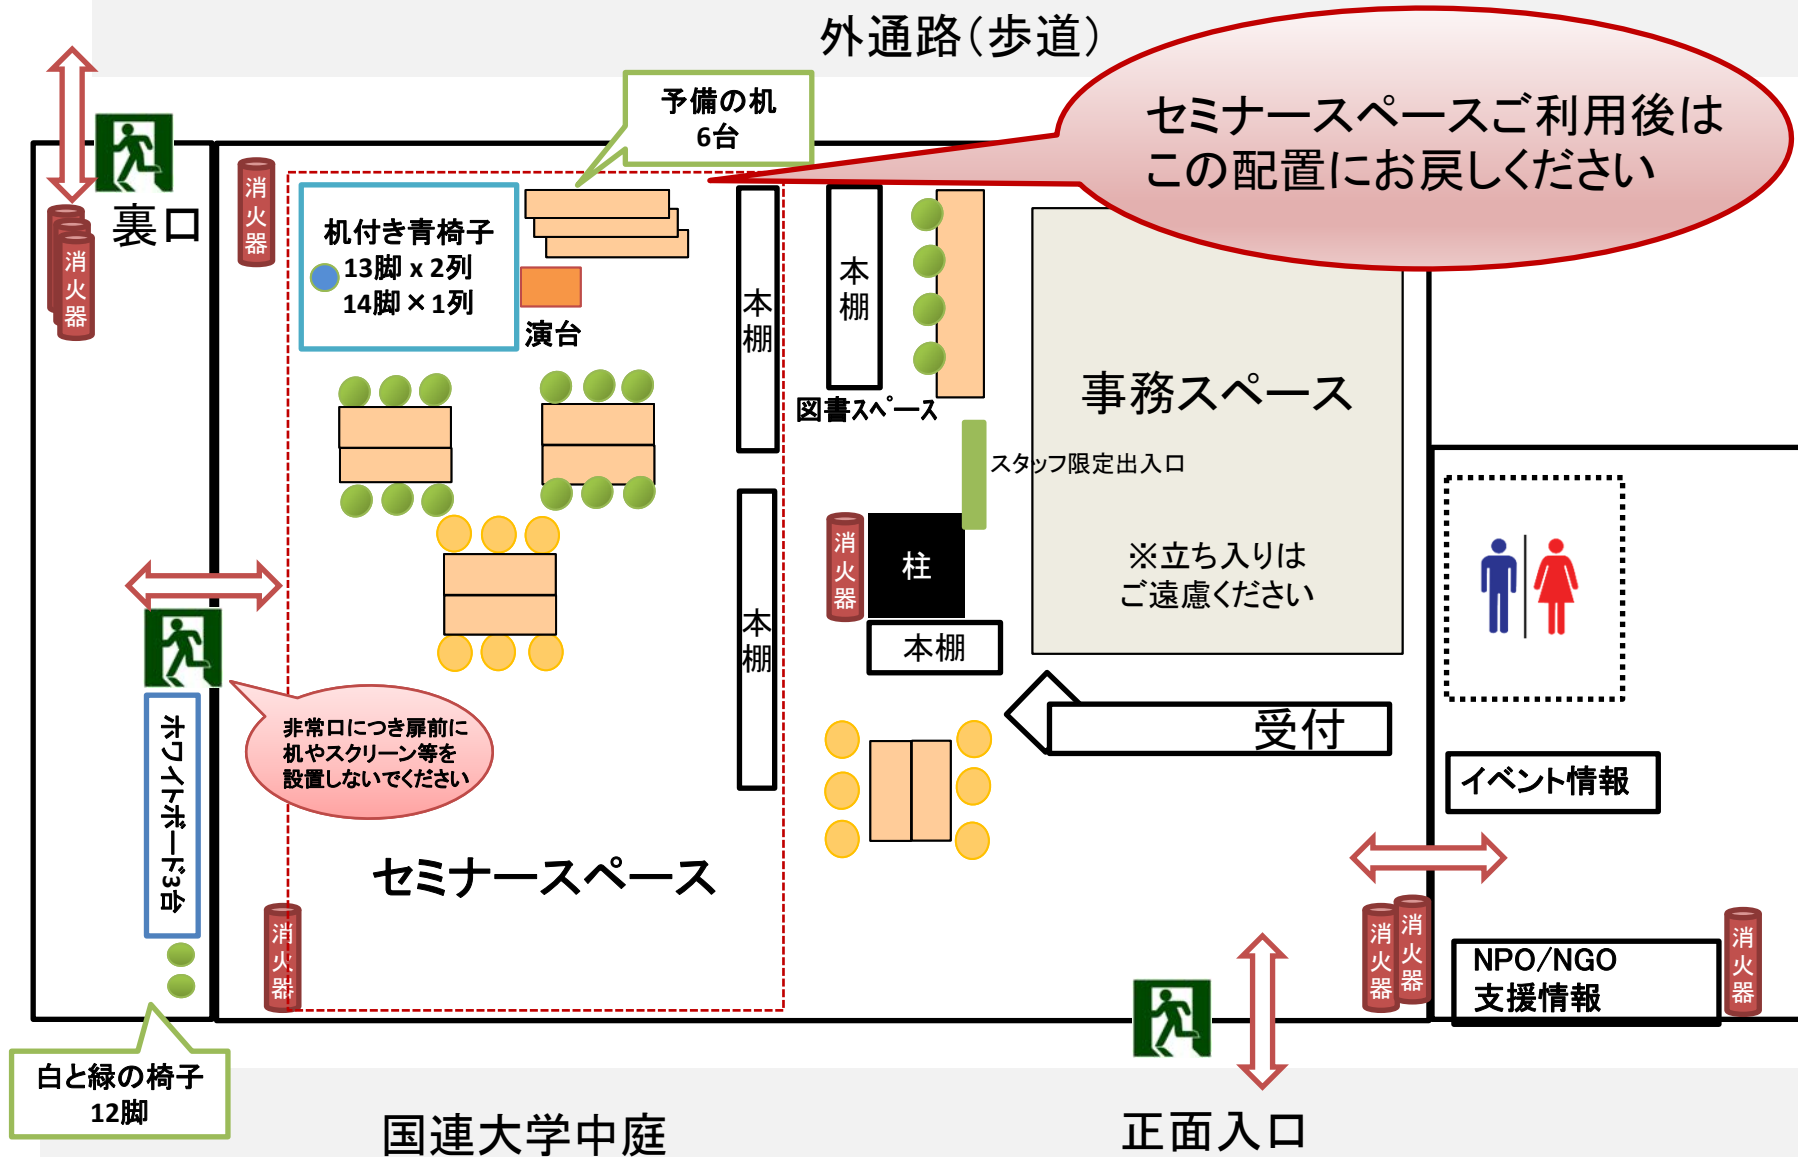 外通路(歩道)
セミナースペースご利用後は
この配置にお戻しください
予備の机
6台
裏口
消火器
消火器
机付き青椅子
13脚 x 2列
14脚 × 1列
演台
本棚
本棚
図書スペース
事務スペース
スタッフ限定出入口
※立ち入りは
ご遠慮ください
消火器
柱
本棚
本棚
受付
非常口につき扉前に
机やスクリーン等を
設置しないでください
ホワイトボード3台
イベント情報
セミナースペース
消火器
消火器
消火器
NPO/NGO
支援情報
消火器
白と緑の椅子
12脚
国連大学中庭
正面入口